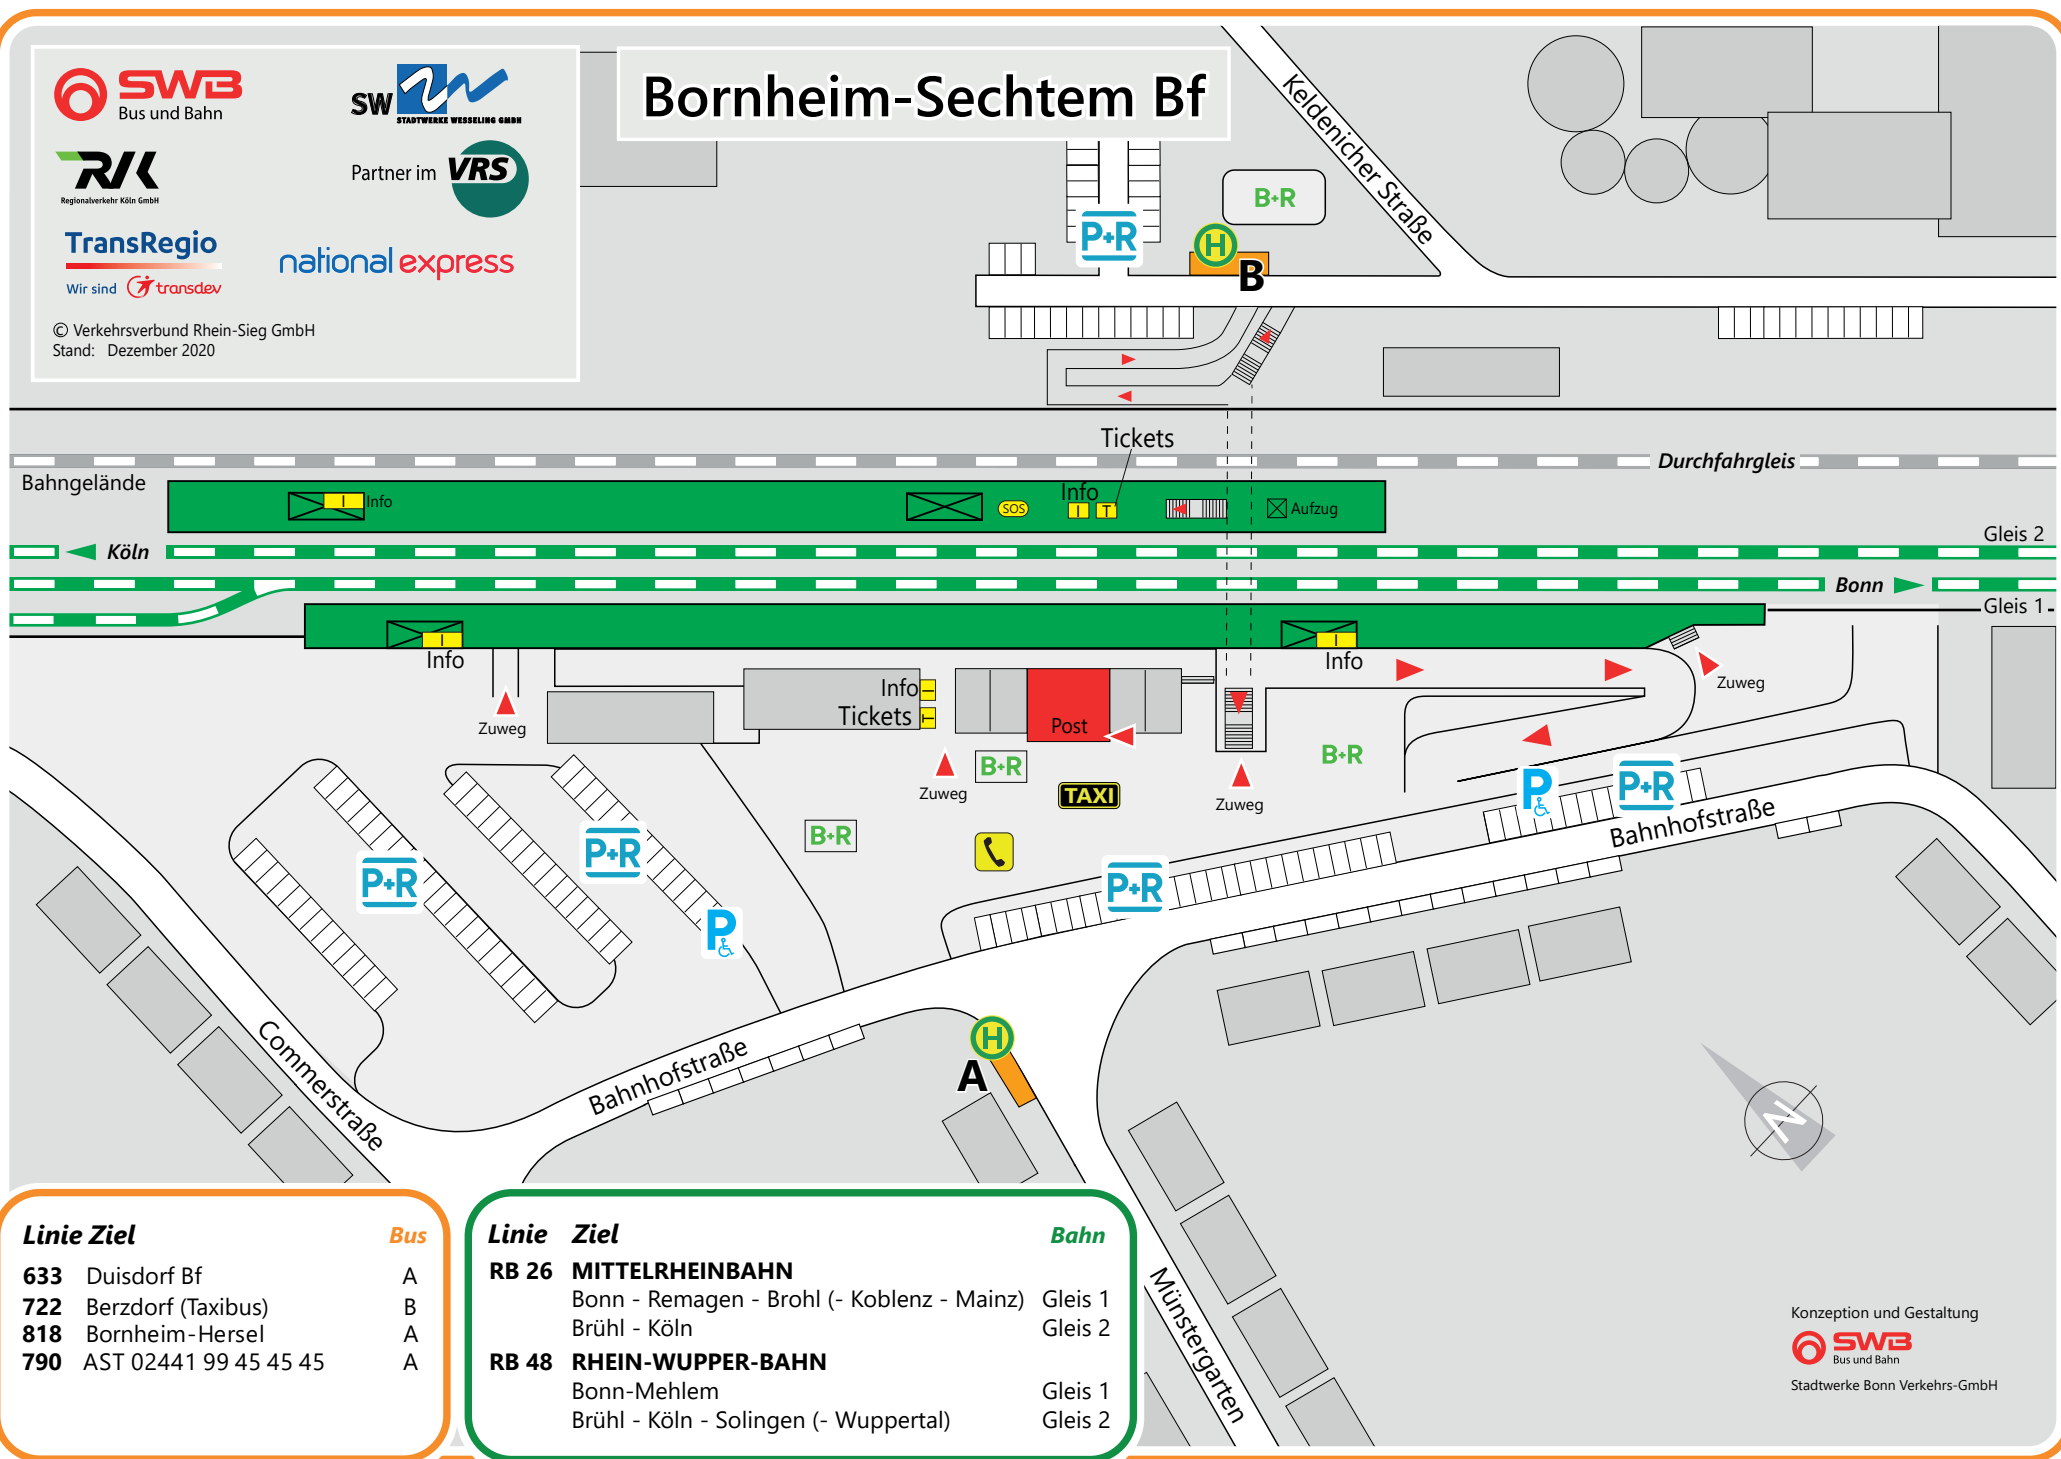 SWB
Bus und Bahn
SW
STADTWERKE WESSELING GMBH
RVK
Regionalverkehr Köln GmbH
Partner im VRS
TransRegio
Wir sind transdev
national express
© Verkehrsverbund Rhein-Sieg GmbH
Stand: Dezember 2020
Bornheim-Sechtem Bf
Keldenicher Straße
B+R
P+R
H
B
Tickets
Durchfahrgleis
Bahngelände
I Info
SOS
Info
I T
Aufzug
Gleis 2
Köln
Bonn
Gleis 1
I
Info
I
Info
Zuweg
Zuweg
Info I
Tickets T
Post
B+R
B+R
TAXI
Zuweg
Zuweg
B+R
P+R
P+R
P
P+R
P
P+R
Bahnhofstraße
Commerstraße
Bahnhofstraße
H
A
N
Münstergarten
Linie Ziel Bus
633 Duisdorf Bf A
722 Berzdorf (Taxibus) B
818 Bornheim-Hersel A
790 AST 02441 99 45 45 45 A
Linie Ziel Bahn
RB 26 MITTELRHEINBAHN
Bonn - Remagen - Brohl (- Koblenz - Mainz) Gleis 1
Brühl - Köln Gleis 2
RB 48 RHEIN-WUPPER-BAHN
Bonn-Mehlem Gleis 1
Brühl - Köln - Solingen (- Wuppertal) Gleis 2
Konzeption und Gestaltung
SWB
Bus und Bahn
Stadtwerke Bonn Verkehrs-GmbH